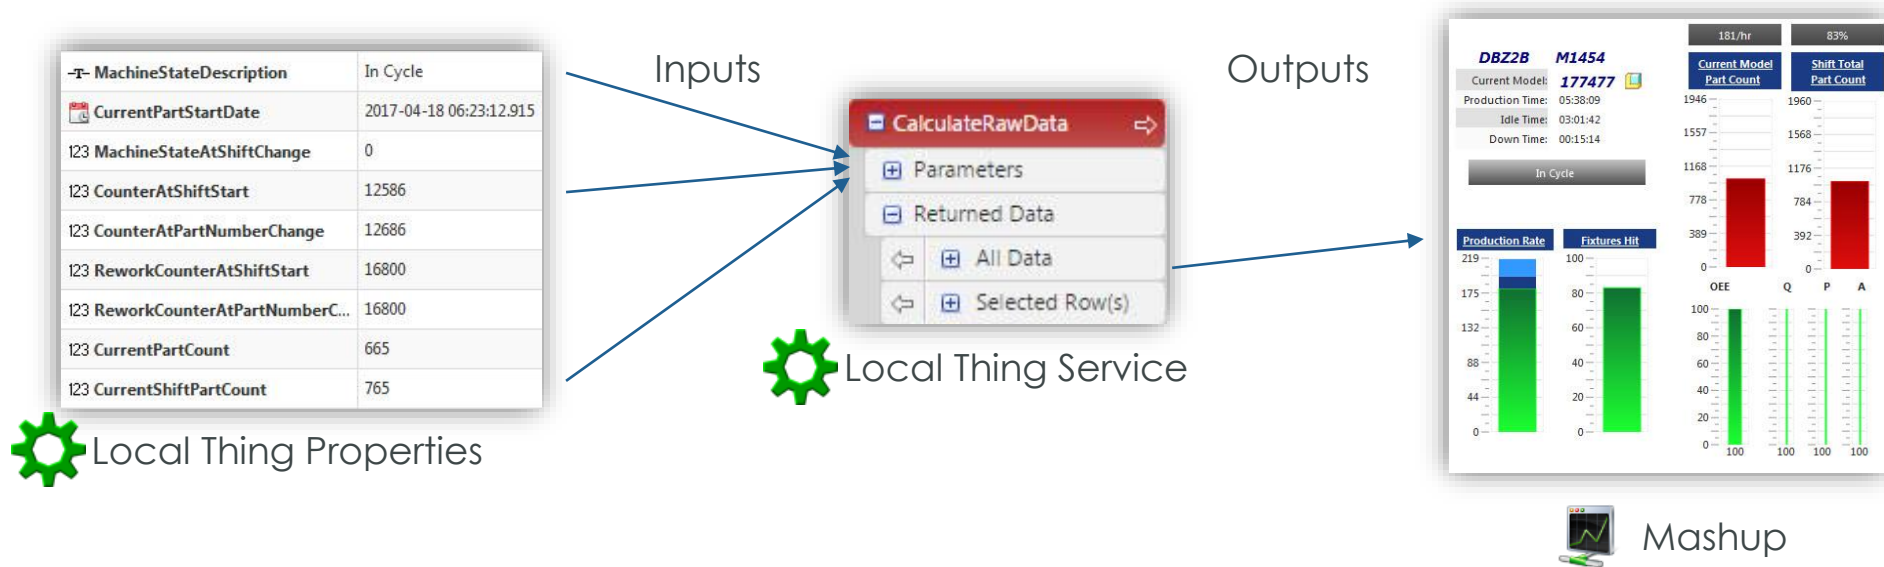 -T- MachineStateDescription In Cycle
CurrentPartStartDate 2017-04-18 06:23:12.915
123 MachineStateAtShiftChange 0
123 CounterAtShiftStart 12586
123 CounterAtPartNumberChange 12686
123 ReworkCounterAtShiftStart 16800
123 ReworkCounterAtPartNumberC... 16800
123 CurrentPartCount 665
123 CurrentShiftPartCount 765
Local Thing Properties
Inputs
CalculateRawData
Parameters
Returned Data
All Data
Selected Row(s)
Local Thing Service
Outputs
DBZ2B M1454
Current Model: 177477
Production Time: 05:38:09
Idle Time: 03:01:42
Down Time: 00:15:14
In Cycle
181/hr 83%
Current Model Shift Total
Part Count Part Count
1946 1960
1557 1568
1168 1176
778 784
389 392
0 0
Production Rate Fixtures Hit
219 100
175 80
132 60
88 40
44 20
0 0
OEE Q P A
100
80
60
40
20
0
100 100 100 100
Mashup